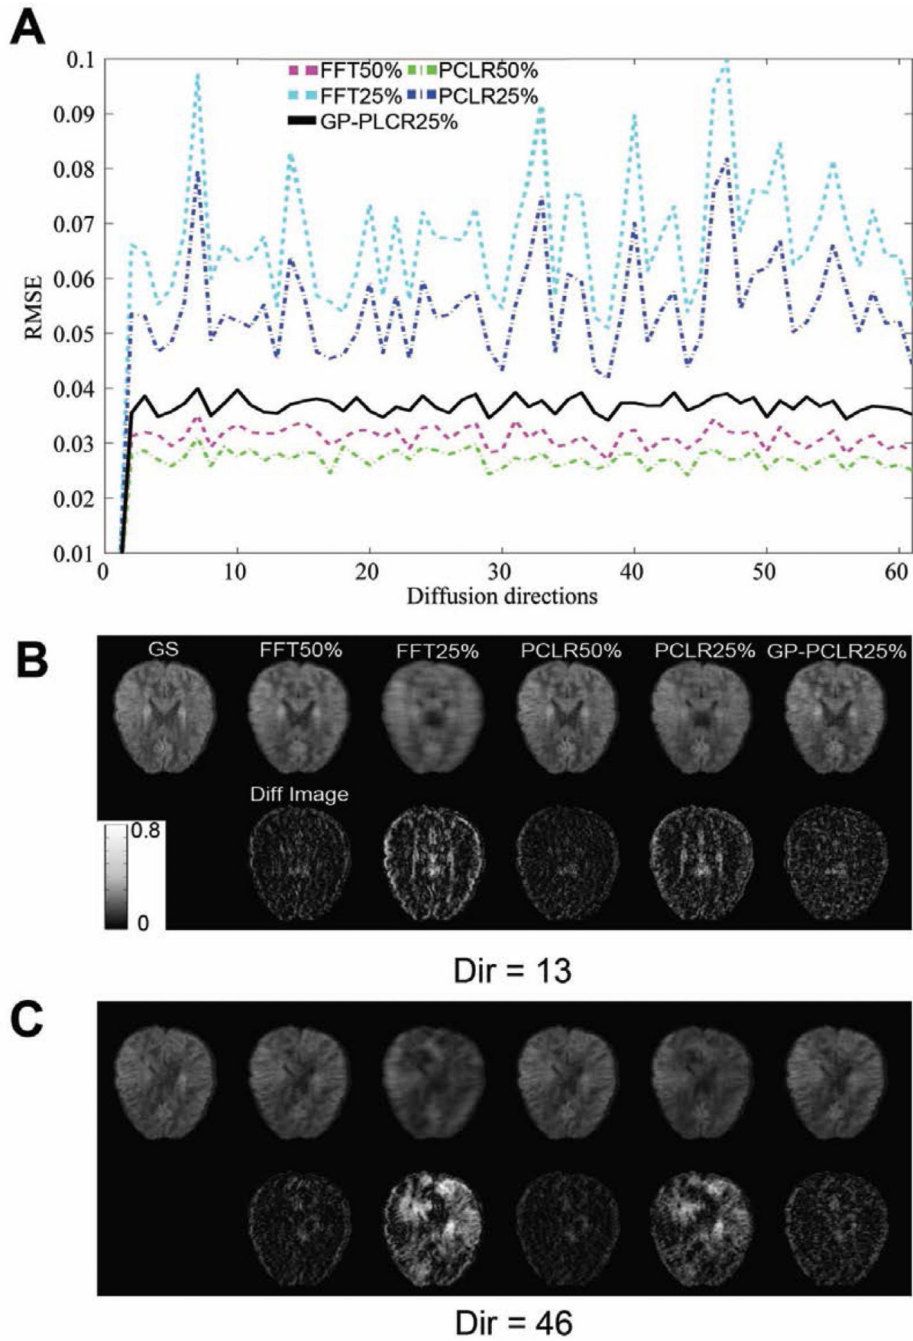 A
0.1
FFT50% PCLR50%
FFT25% PCLR25%
GP-PLCR25%
0.09
0.08
0.07
0.06
RMSE
0.05
0.04
0.03
0.02
0.01
0 10 20 30 40 50 60
Diffusion directions
B
GS FFT50% FFT25% PCLR50% PCLR25% GP-PCLR25%
Diff Image
0.8
0
Dir = 13
C
Dir = 46